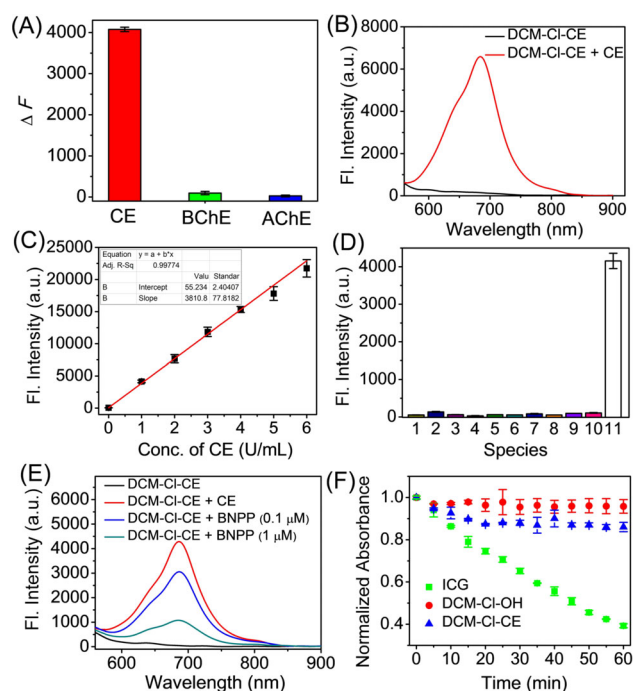 (A)
Δ F
4000
3000
2000
1000
0
CE BChE AChE
(B)
DCM-Cl-CE
DCM-Cl-CE + CE
Fl. Intensity (a.u.)
8000
6000
4000
2000
0
600 700 800 900
Wavelength (nm)
(C)
Equation y = a + b*x
Adj. R-Sq 0.99774
Valu Standar
B Intercept 55.234 2.40407
B Slope 3810.8 77.8182
Fl. Intensity (a.u.)
25000
20000
15000
10000
5000
0
0 1 2 3 4 5 6
Conc. of CE (U/mL)
(D)
Fl. Intensity (a.u.)
4000
3000
2000
1000
0
1 2 3 4 5 6 7 8 9 10 11
Species
(E)
DCM-Cl-CE
DCM-Cl-CE + CE
DCM-Cl-CE + BNPP (0.1 μM)
DCM-Cl-CE + BNPP (1 μM)
Fl. Intensity (a.u.)
7000
6000
5000
4000
3000
2000
1000
0
600 700 800 900
Wavelength (nm)
(F)
Normalized Absorbance
1.0
0.8
0.6
0.4
ICG
DCM-Cl-OH
DCM-Cl-CE
0 10 20 30 40 50 60
Time (min)